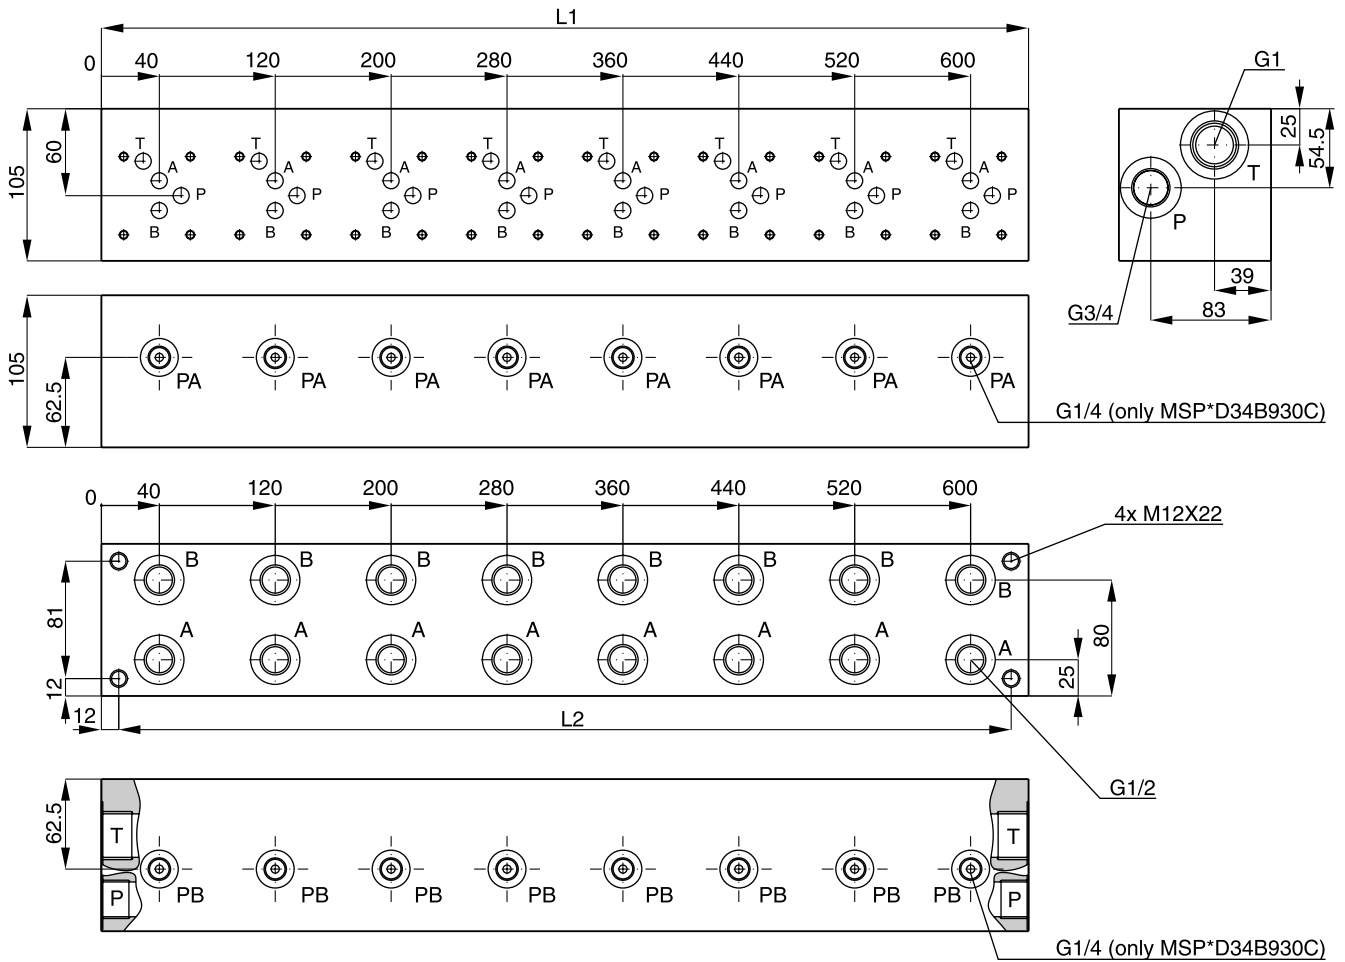 L1
0 40 120 200 280 360 440 520 600
G1
105
60
T T T T T T T T
A A A A A A A A
P P P P P P P P
B B B B B B B B
25
54.5
T
P
39
83
G3/4
105
62.5
PA PA PA PA PA PA PA PA
G1/4 (only MSP*D34B930C)
0 40 120 200 280 360 440 520 600
4x M12X22
B B B B B B B B
81
A A A A A A A A
80
25
12
12
L2
G1/2
62.5
T T
P P
PB PB PB PB PB PB PB PB
G1/4 (only MSP*D34B930C)